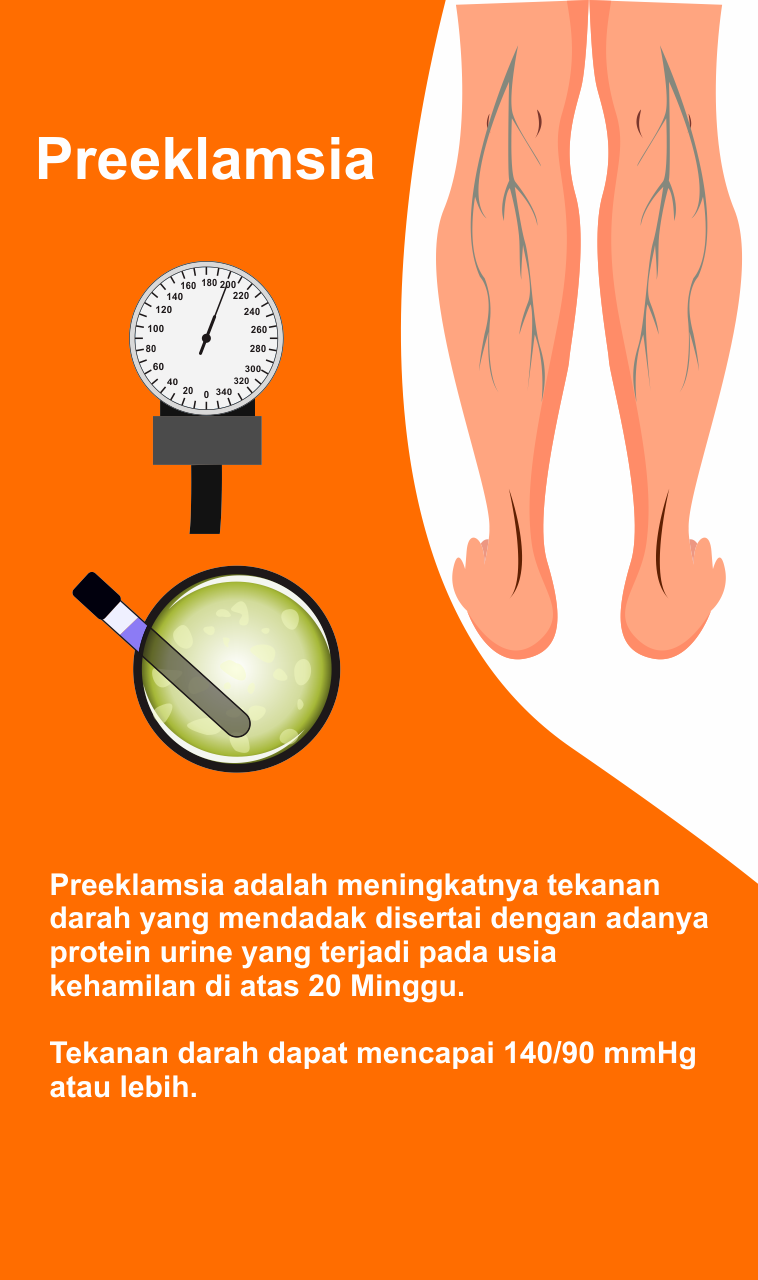 Preeklamsia
180
160
200
140
220
120
240
100
260
80
280
60
300
40
320
20
0
340
Preeklamsia adalah meningkatnya tekanan
darah yang mendadak disertai dengan adanya
protein urine yang terjadi pada usia
kehamilan di atas 20 Minggu.
Tekanan darah dapat mencapai 140/90 mmHg
atau lebih.